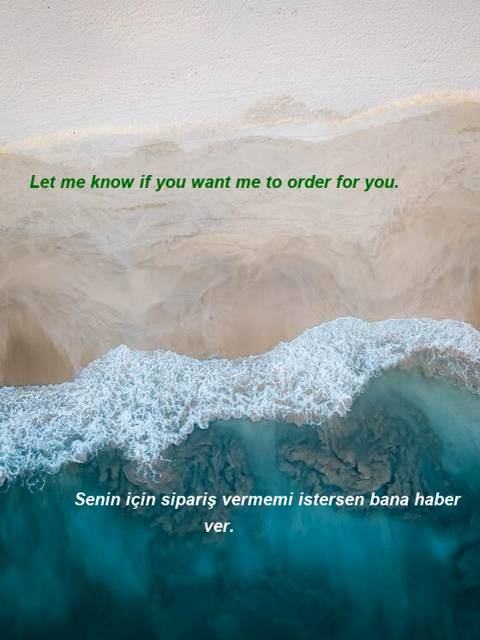 Let me know if you want me to order for you.
Senin için sipariş vermemi istersen bana haber
ver.